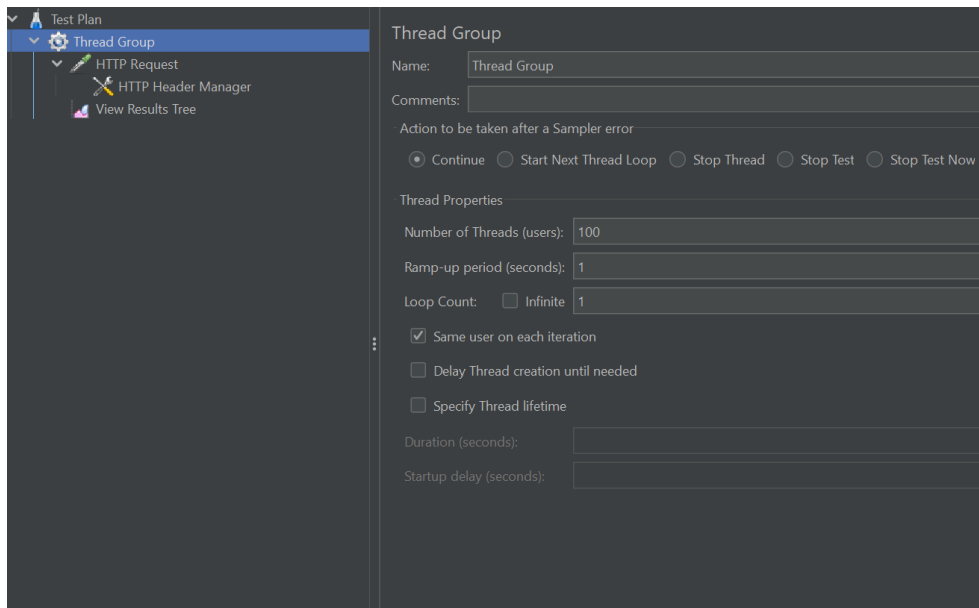 Test Plan
Thread Group
HTTP Request
HTTP Header Manager
View Results Tree
Thread Group
Name: Thread Group
Comments:
Action to be taken after a Sampler error
Continue Start Next Thread Loop Stop Thread Stop Test Stop Test Now
Thread Properties
Number of Threads (users): 100
Ramp-up period (seconds): 1
Loop Count: Infinite 1
Same user on each iteration
Delay Thread creation until needed
Specify Thread lifetime
Duration (seconds):
Startup delay (seconds):